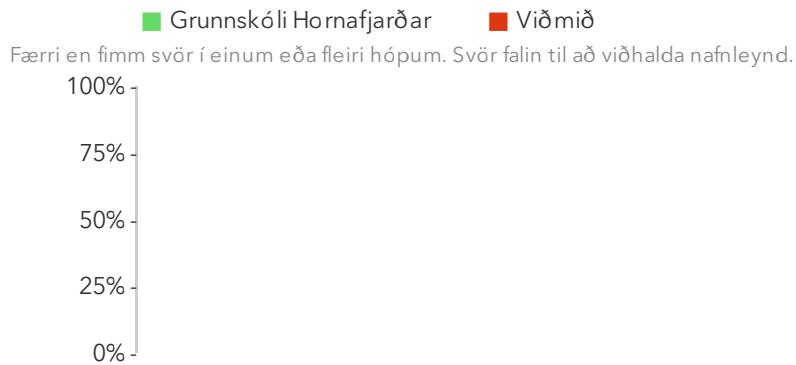 Grunnskóli Hornafjarðar Viðmið
Færri en fimm svör í einum eða fleiri hópum. Svör falin til að viðhalda nafnleynd.
100%
75%
50%
25%
0%